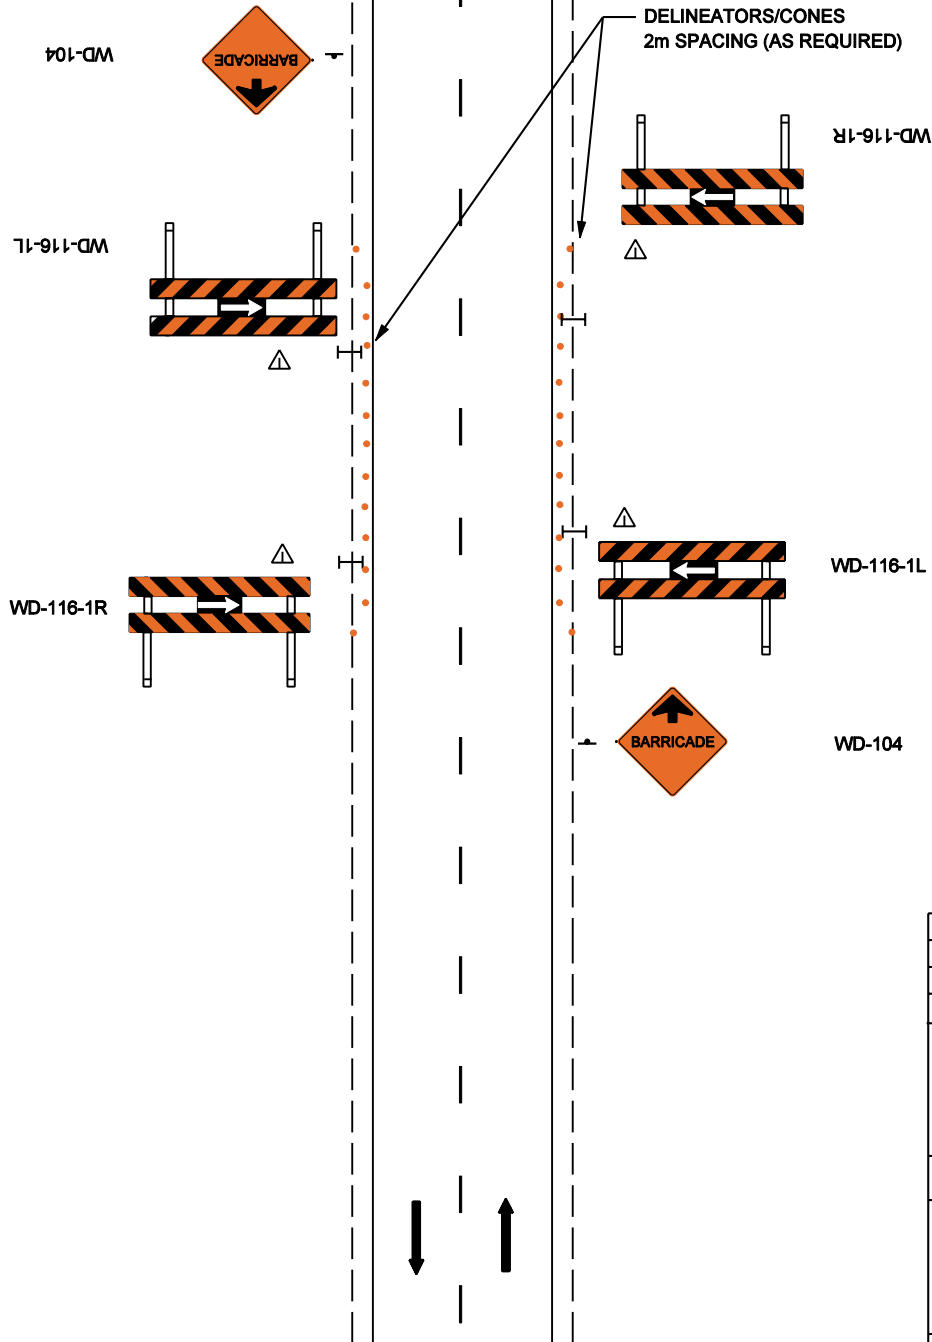 DELINEATORS/CONES
2m SPACING (AS REQUIRED)
WD-104
BARRICADE
WD-116-1R
WD-116-1L
WD-116-1L
WD-116-1R
BARRICADE
WD-104